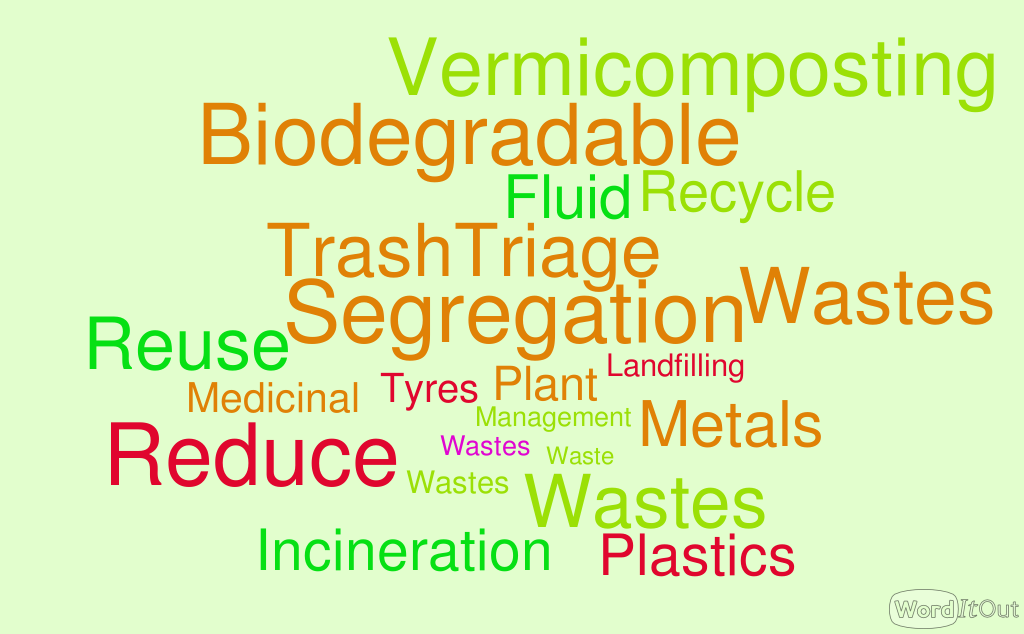 Vermicomposting
Biodegradable
Fluid Recycle
TrashTriage
Segregation Wastes
Reuse
Landfilling
Medicinal Tyres Plant
Management Metals
Reduce Wastes Waste
Wastes Wastes
Incineration Plastics
WordItOut